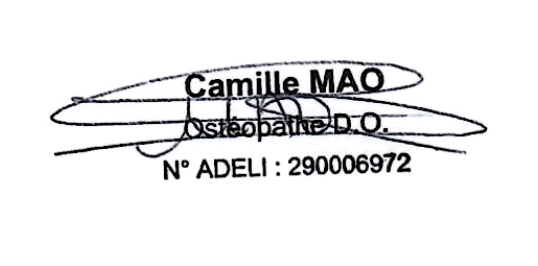 Camille MAO
Ostéopathe D.O.
N° ADELI : 290006972